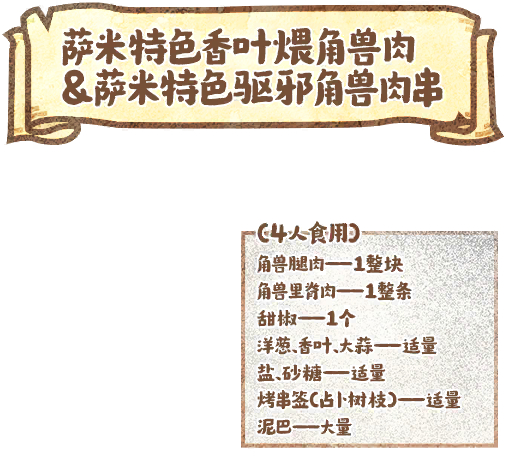 萨米特色香叶煨角兽肉
&萨米特色驱邪角兽肉串
(4人食用)
角兽腿肉——1整块
角兽里脊肉——1整条
甜椒——1个
洋葱、香叶、大蒜——适量
盐、砂糖——适量
烤串签(占卜树枝)——适量
泥巴——大量